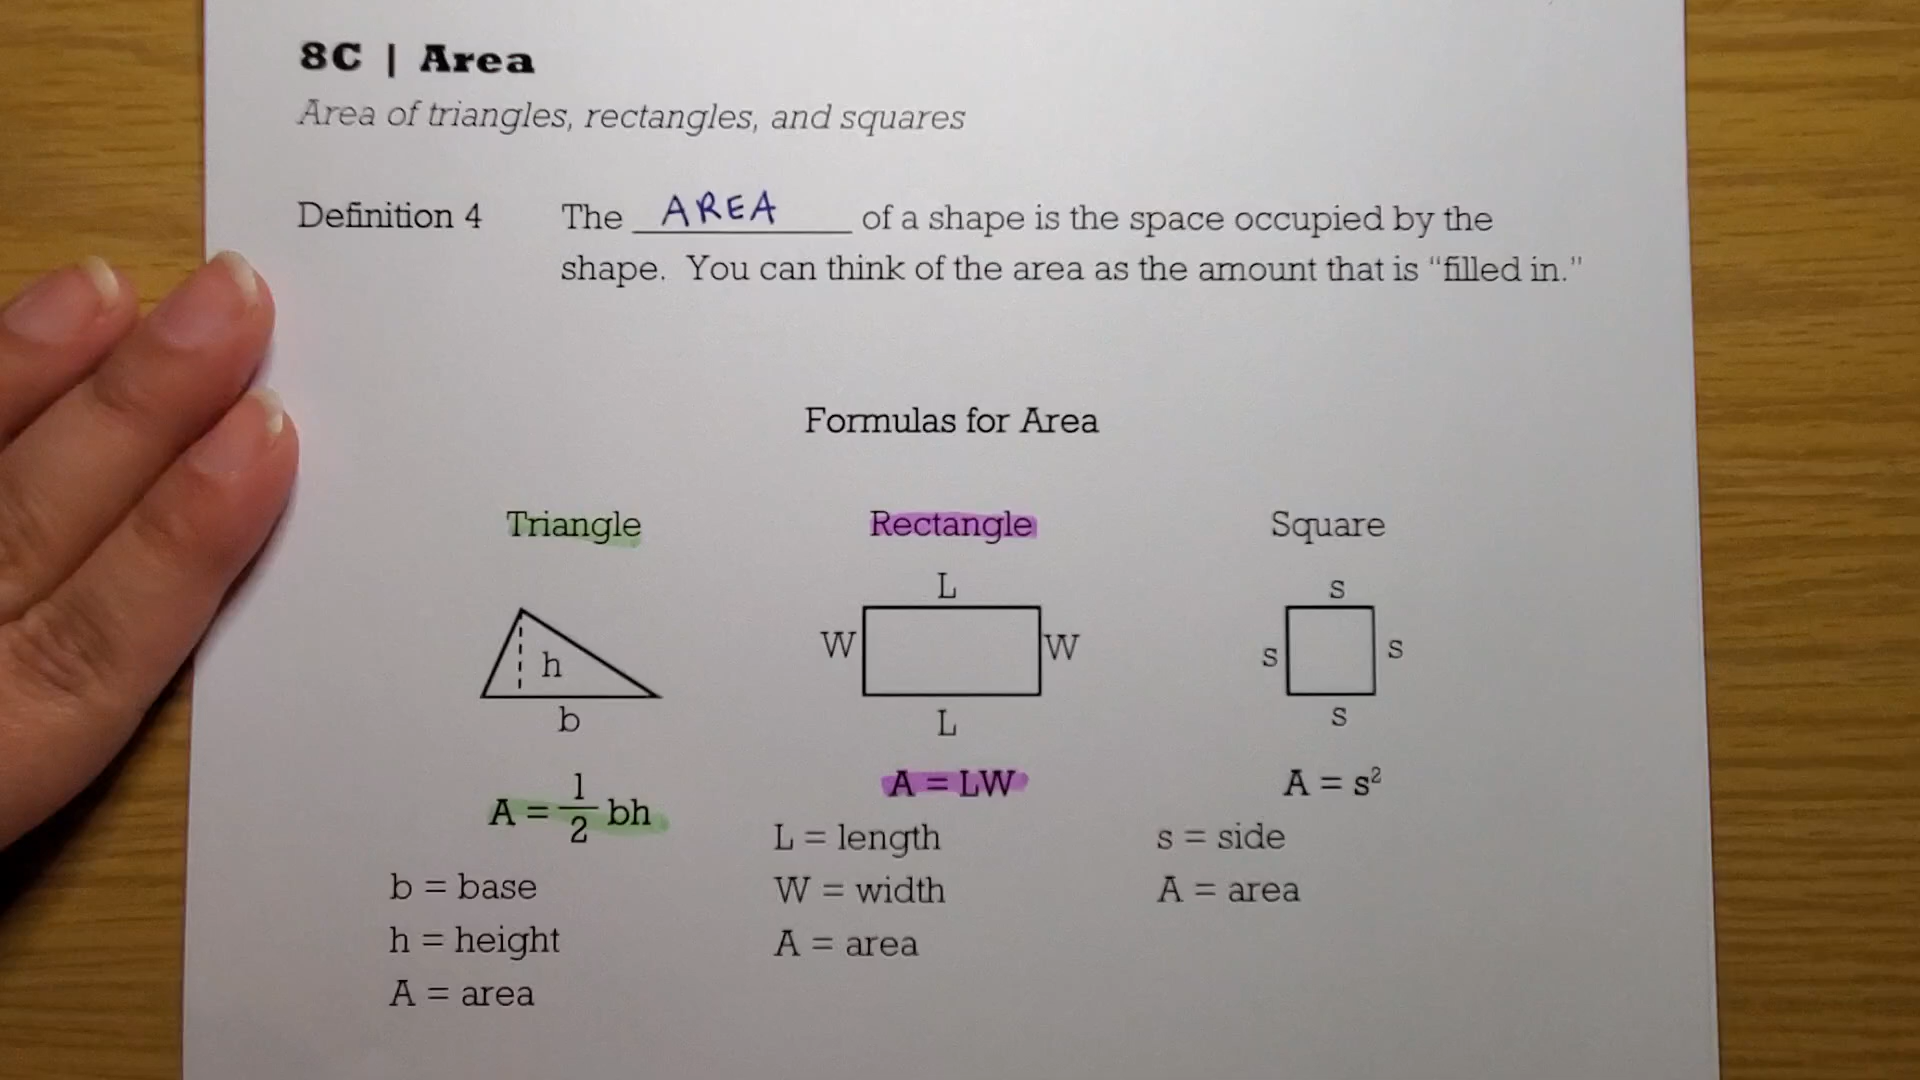 8C | Area
Area of triangles, rectangles, and squares
Definition 4 The AREA of a shape is the space occupied by the
shape. You can think of the area as the amount that is “filled in.”
Formulas for Area
Triangle Rectangle Square
L s
h W W s s
b L s
A = 1/2 bh A = LW A = s²
b = base L = length s = side
h = height W = width A = area
A = area A = area